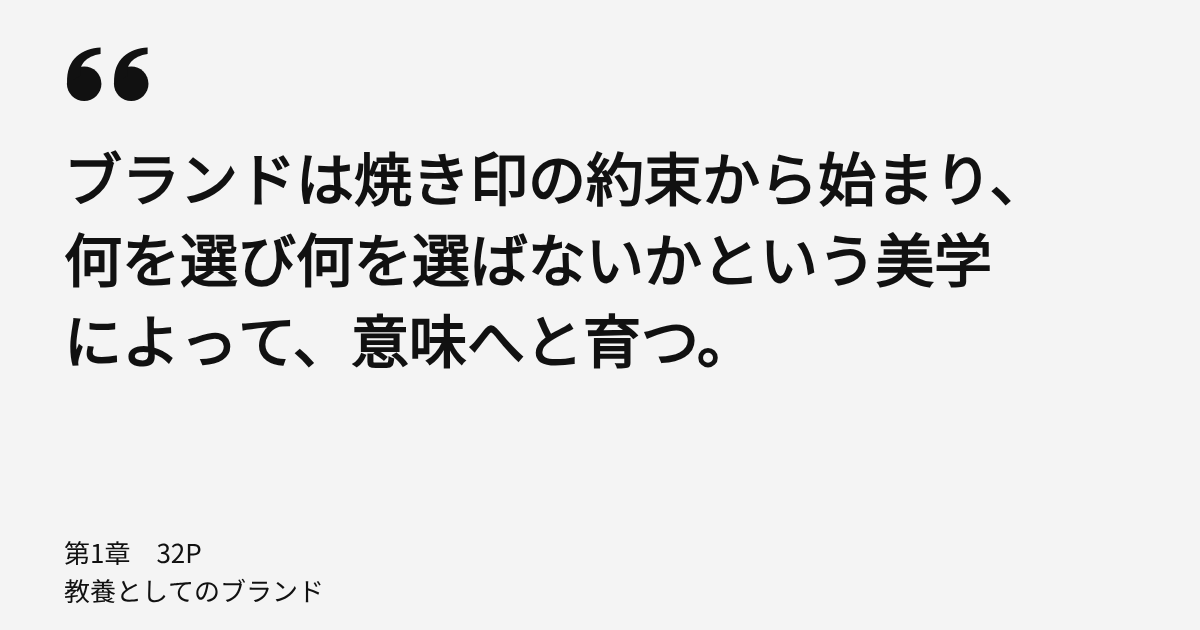 “
ブランドは焼き印の約束から始まり、
何を選び何を選ばないかという美学
によって、意味へと育つ。
第1章　32P
教養としてのブランド